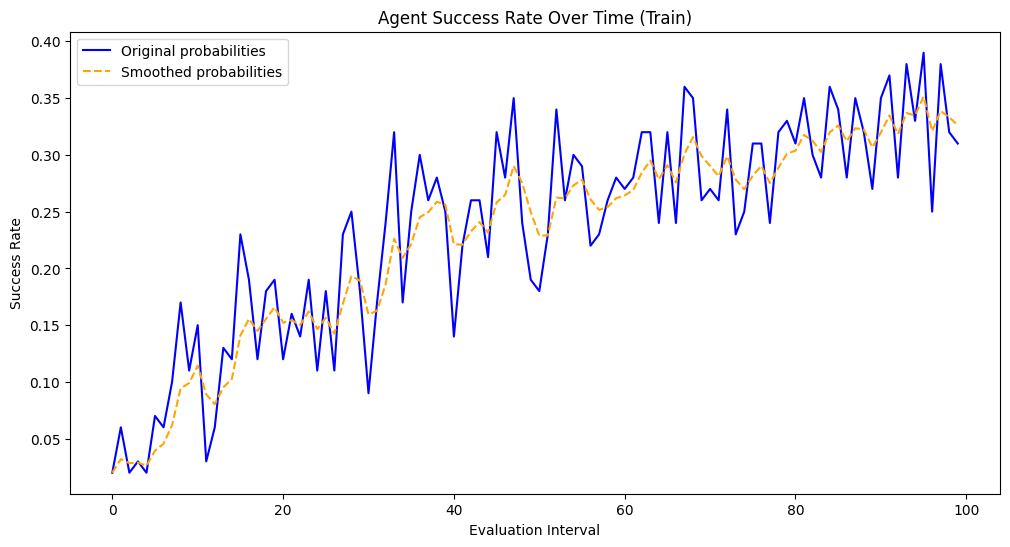 Agent Success Rate Over Time (Train)
Original probabilities
Smoothed probabilities
Success Rate
0.40
0.35
0.30
0.25
0.20
0.15
0.10
0.05
0 20 40 60 80 100
Evaluation Interval